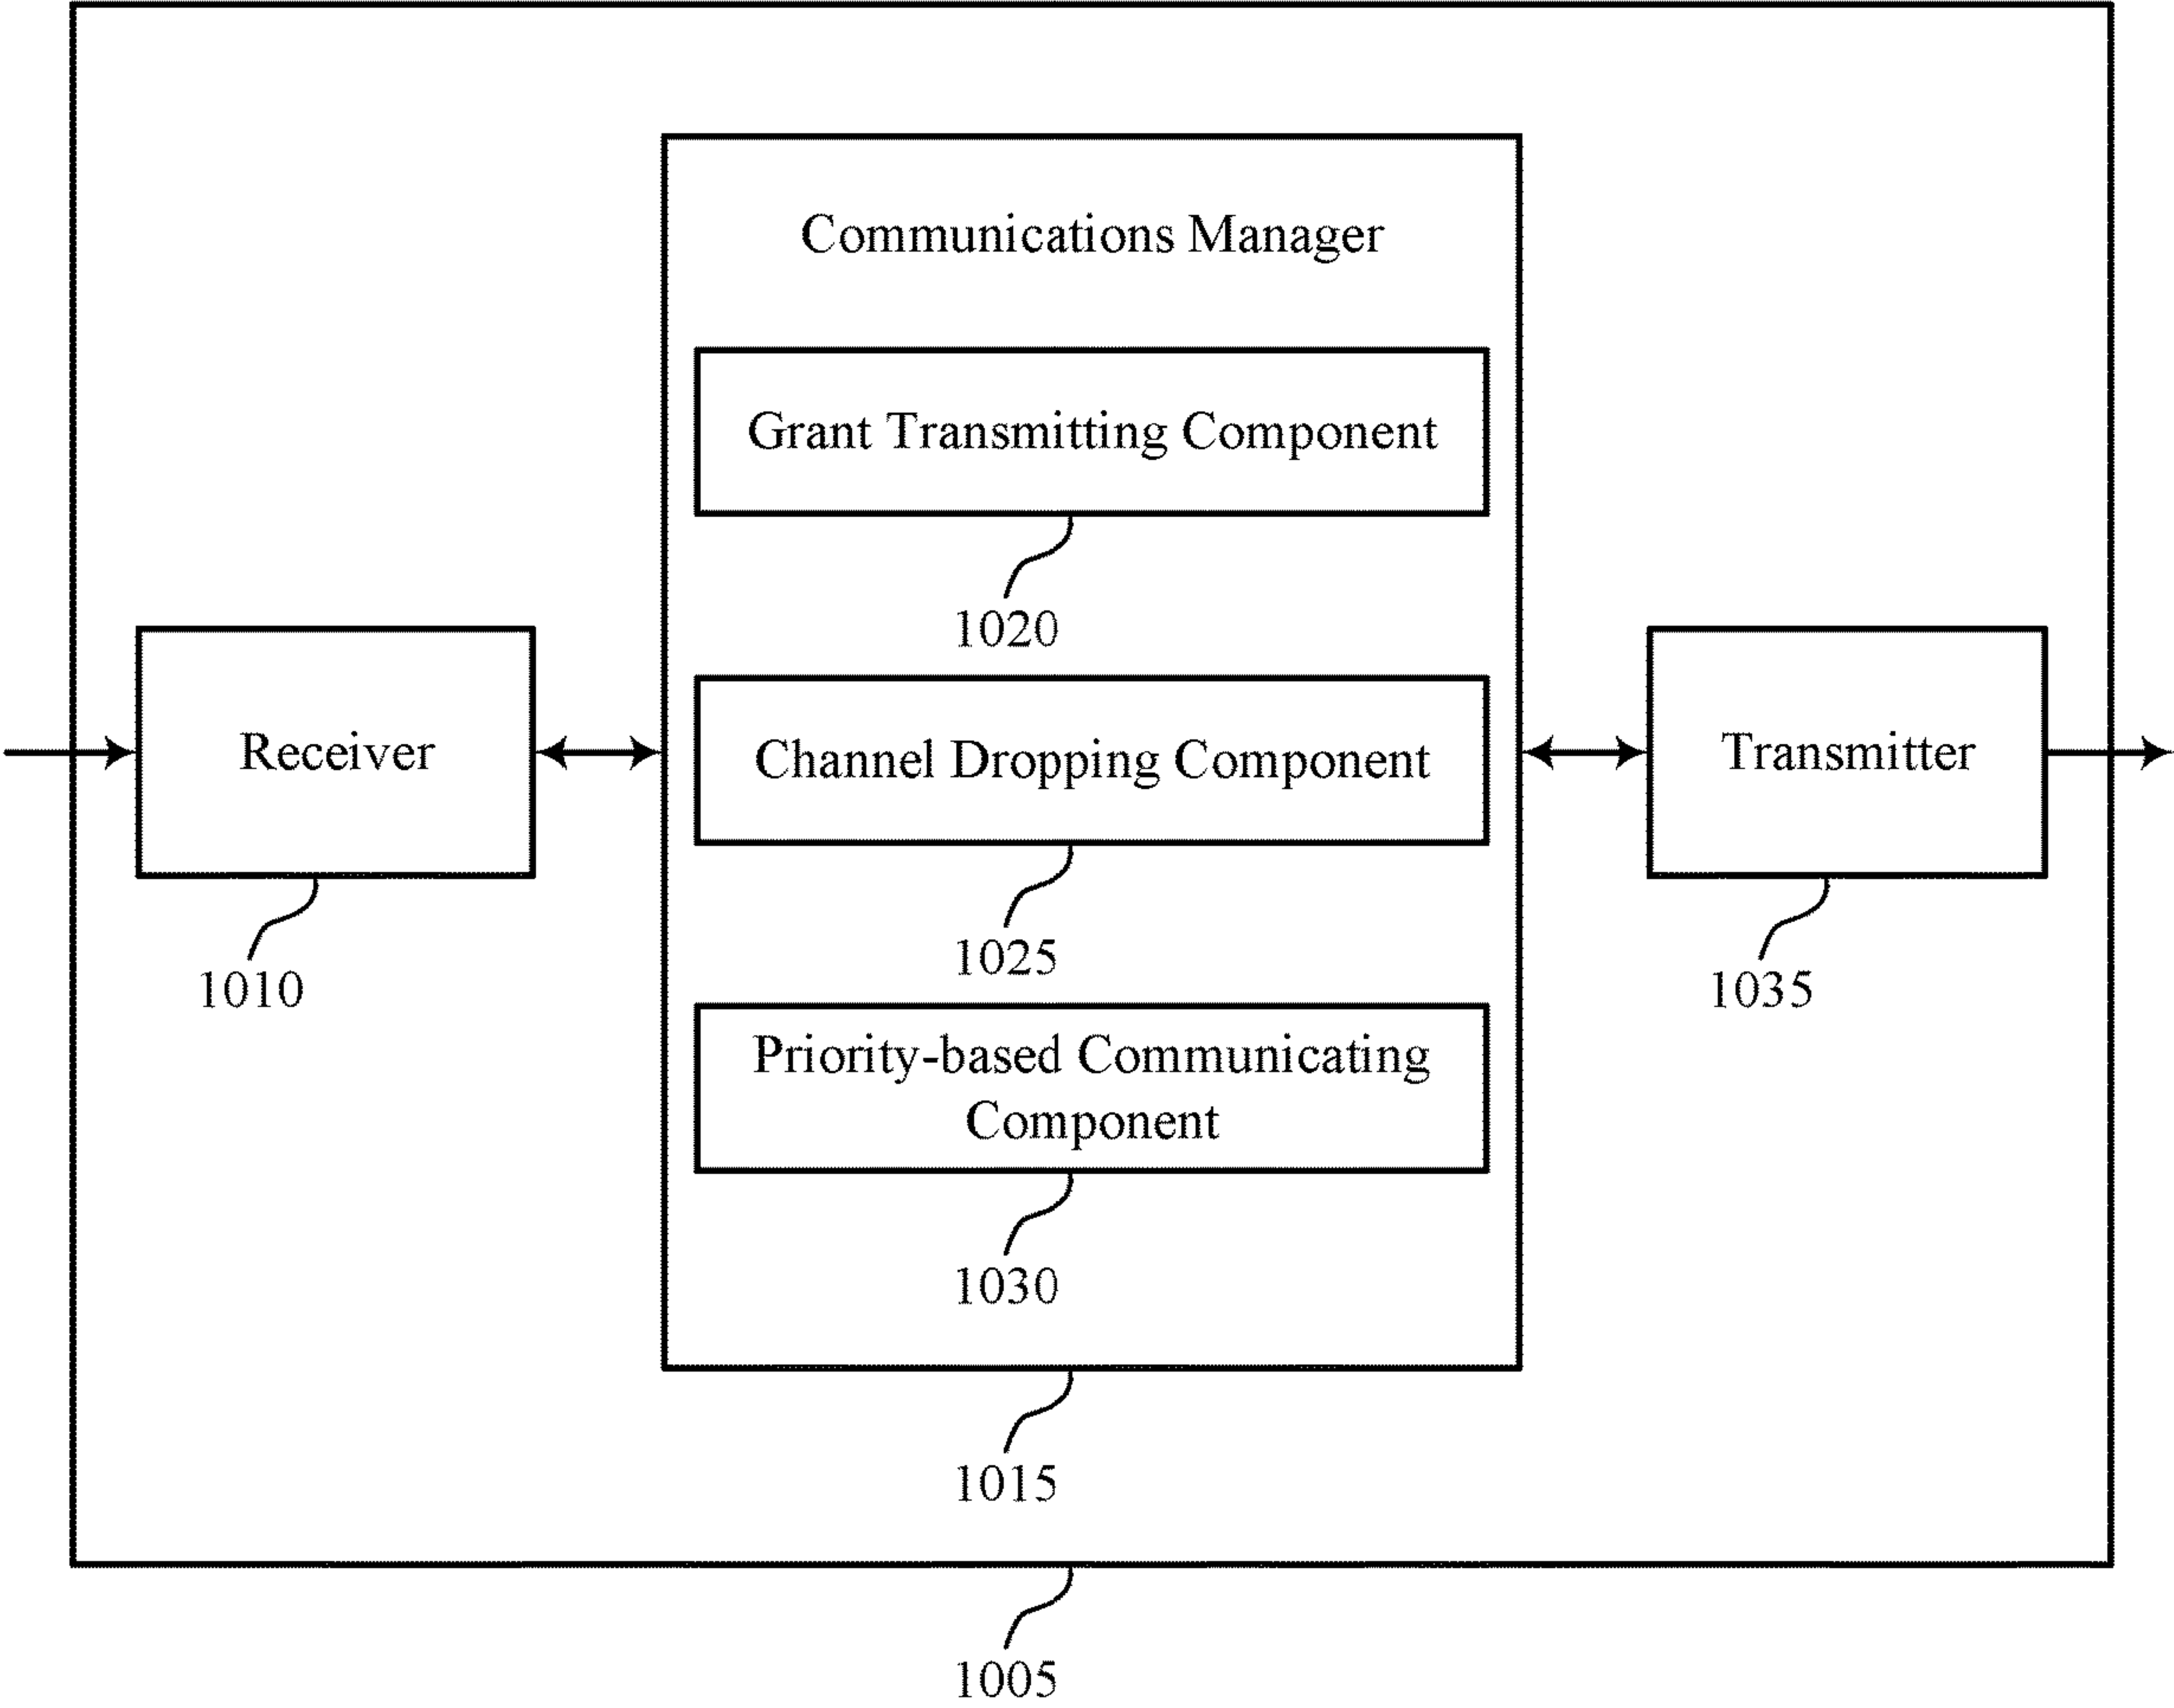 Communications Manager
Grant Transmitting Component
1020
Receiver
1010
Channel Dropping Component
1025
Transmitter
1035
Priority-based Communicating
Component
1030
1015
1005